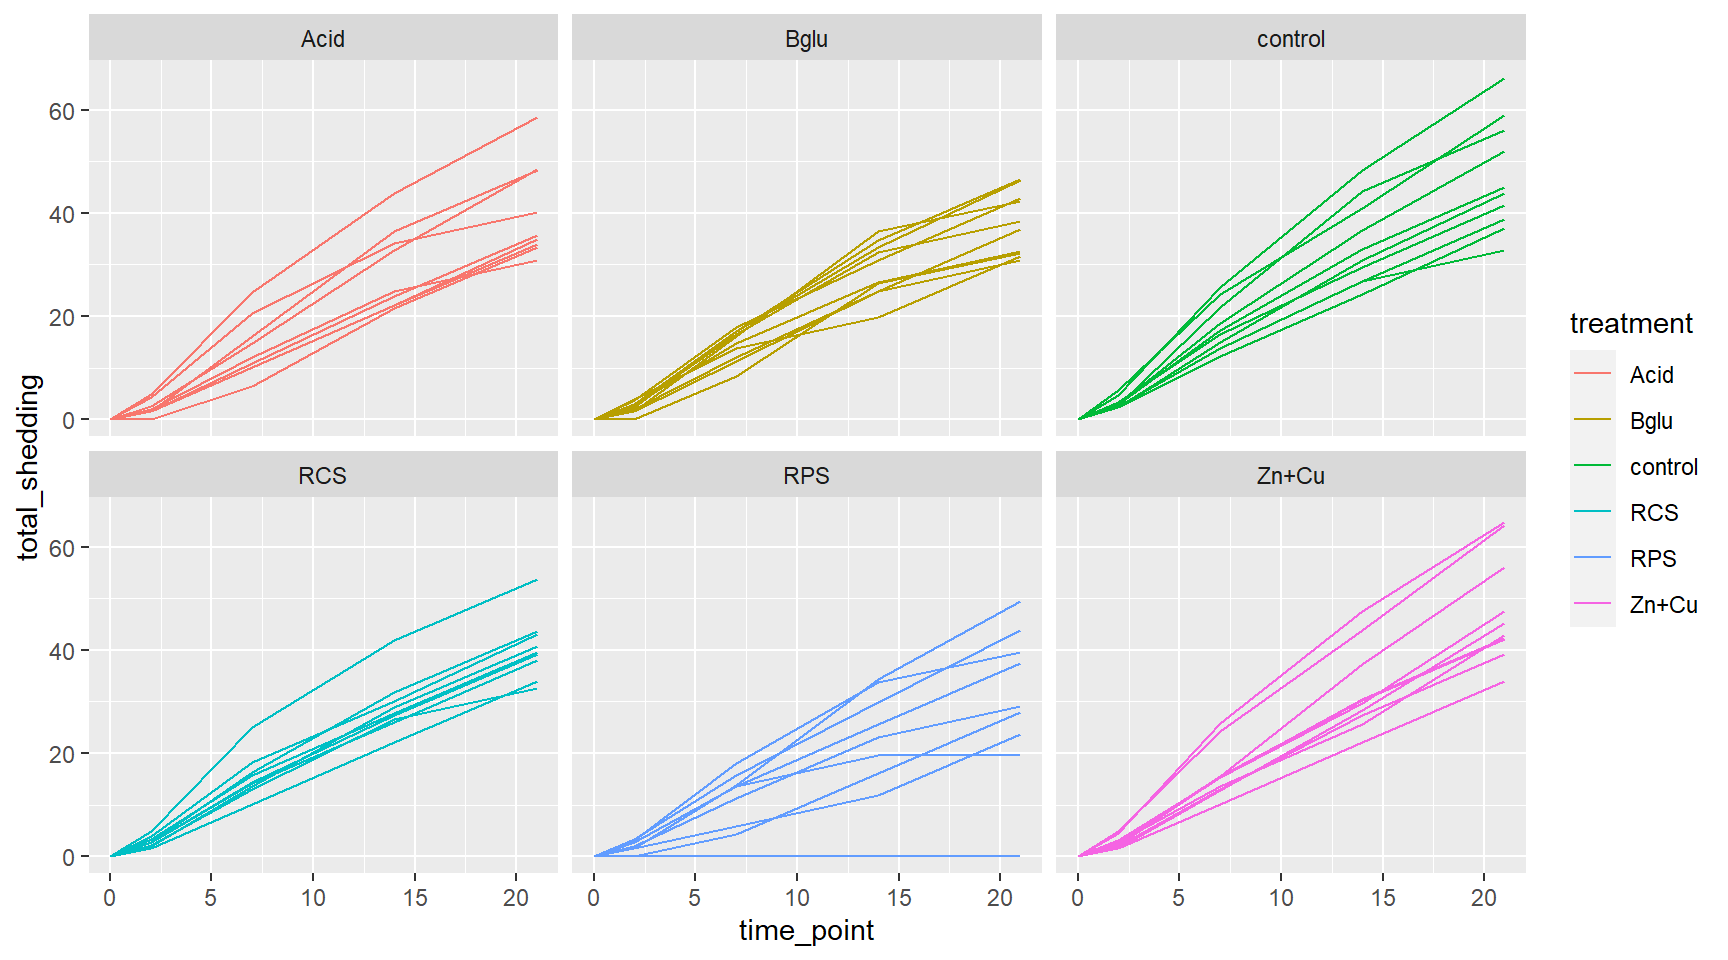 Acid
Bglu
control
60
40
20
0
RCS
RPS
Zn+Cu
60
40
20
0
0 5 10 15 20
0 5 10 15 20
0 5 10 15 20
time_point
total_shedding
treatment
Acid
Bglu
control
RCS
RPS
Zn+Cu